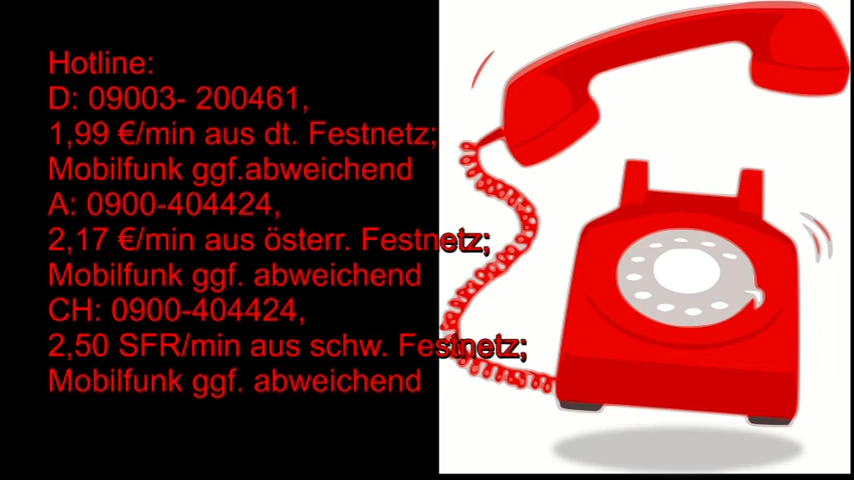 Hotline:
D: 09003- 200461,
1,99 €/min aus dt. Festnetz;
Mobilfunk ggf.abweichend
A: 0900-404424,
2,17 €/min aus österr. Festnetz;
Mobilfunk ggf. abweichend
CH: 0900-404424,
2,50 SFR/min aus schw. Festnetz;
Mobilfunk ggf. abweichend